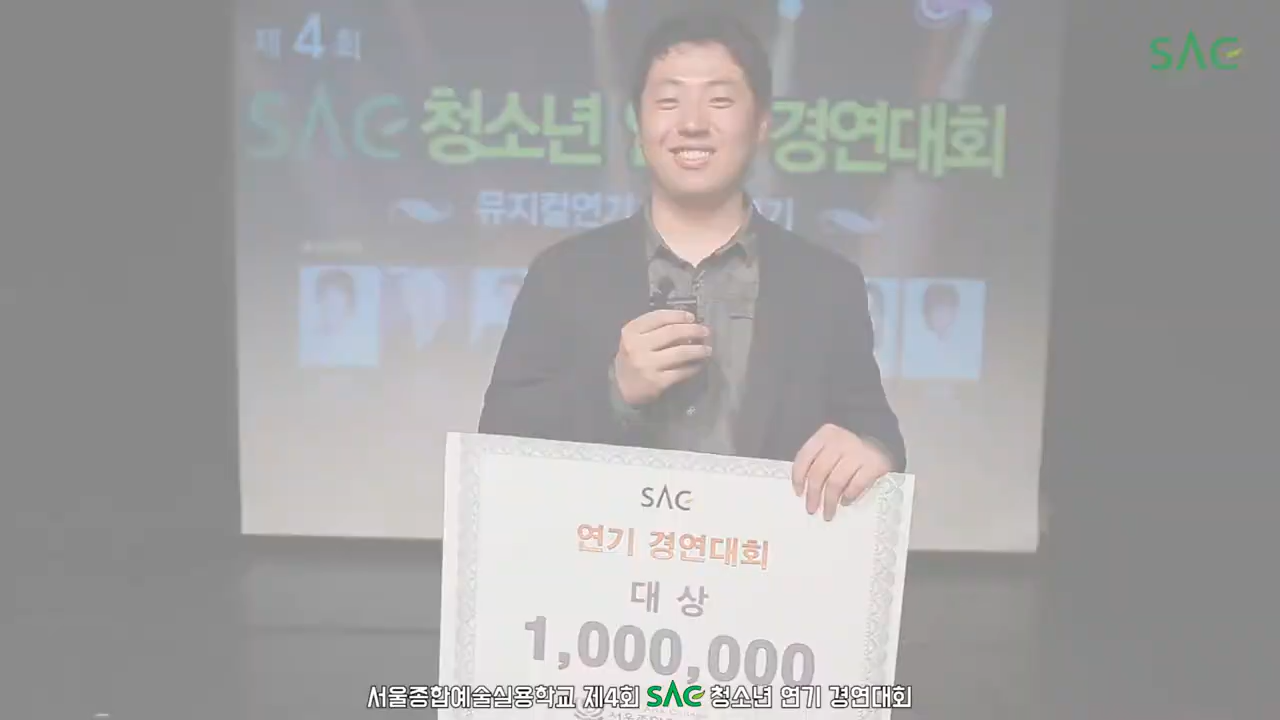 제 4 회
SAC
SAC 청소년 경연대회
뮤지컬연기
기
SAC
연기 경연대회
대 상
1,000,000
서울종합예술실용학교 제4회 SAC 청소년 연기 경연대회